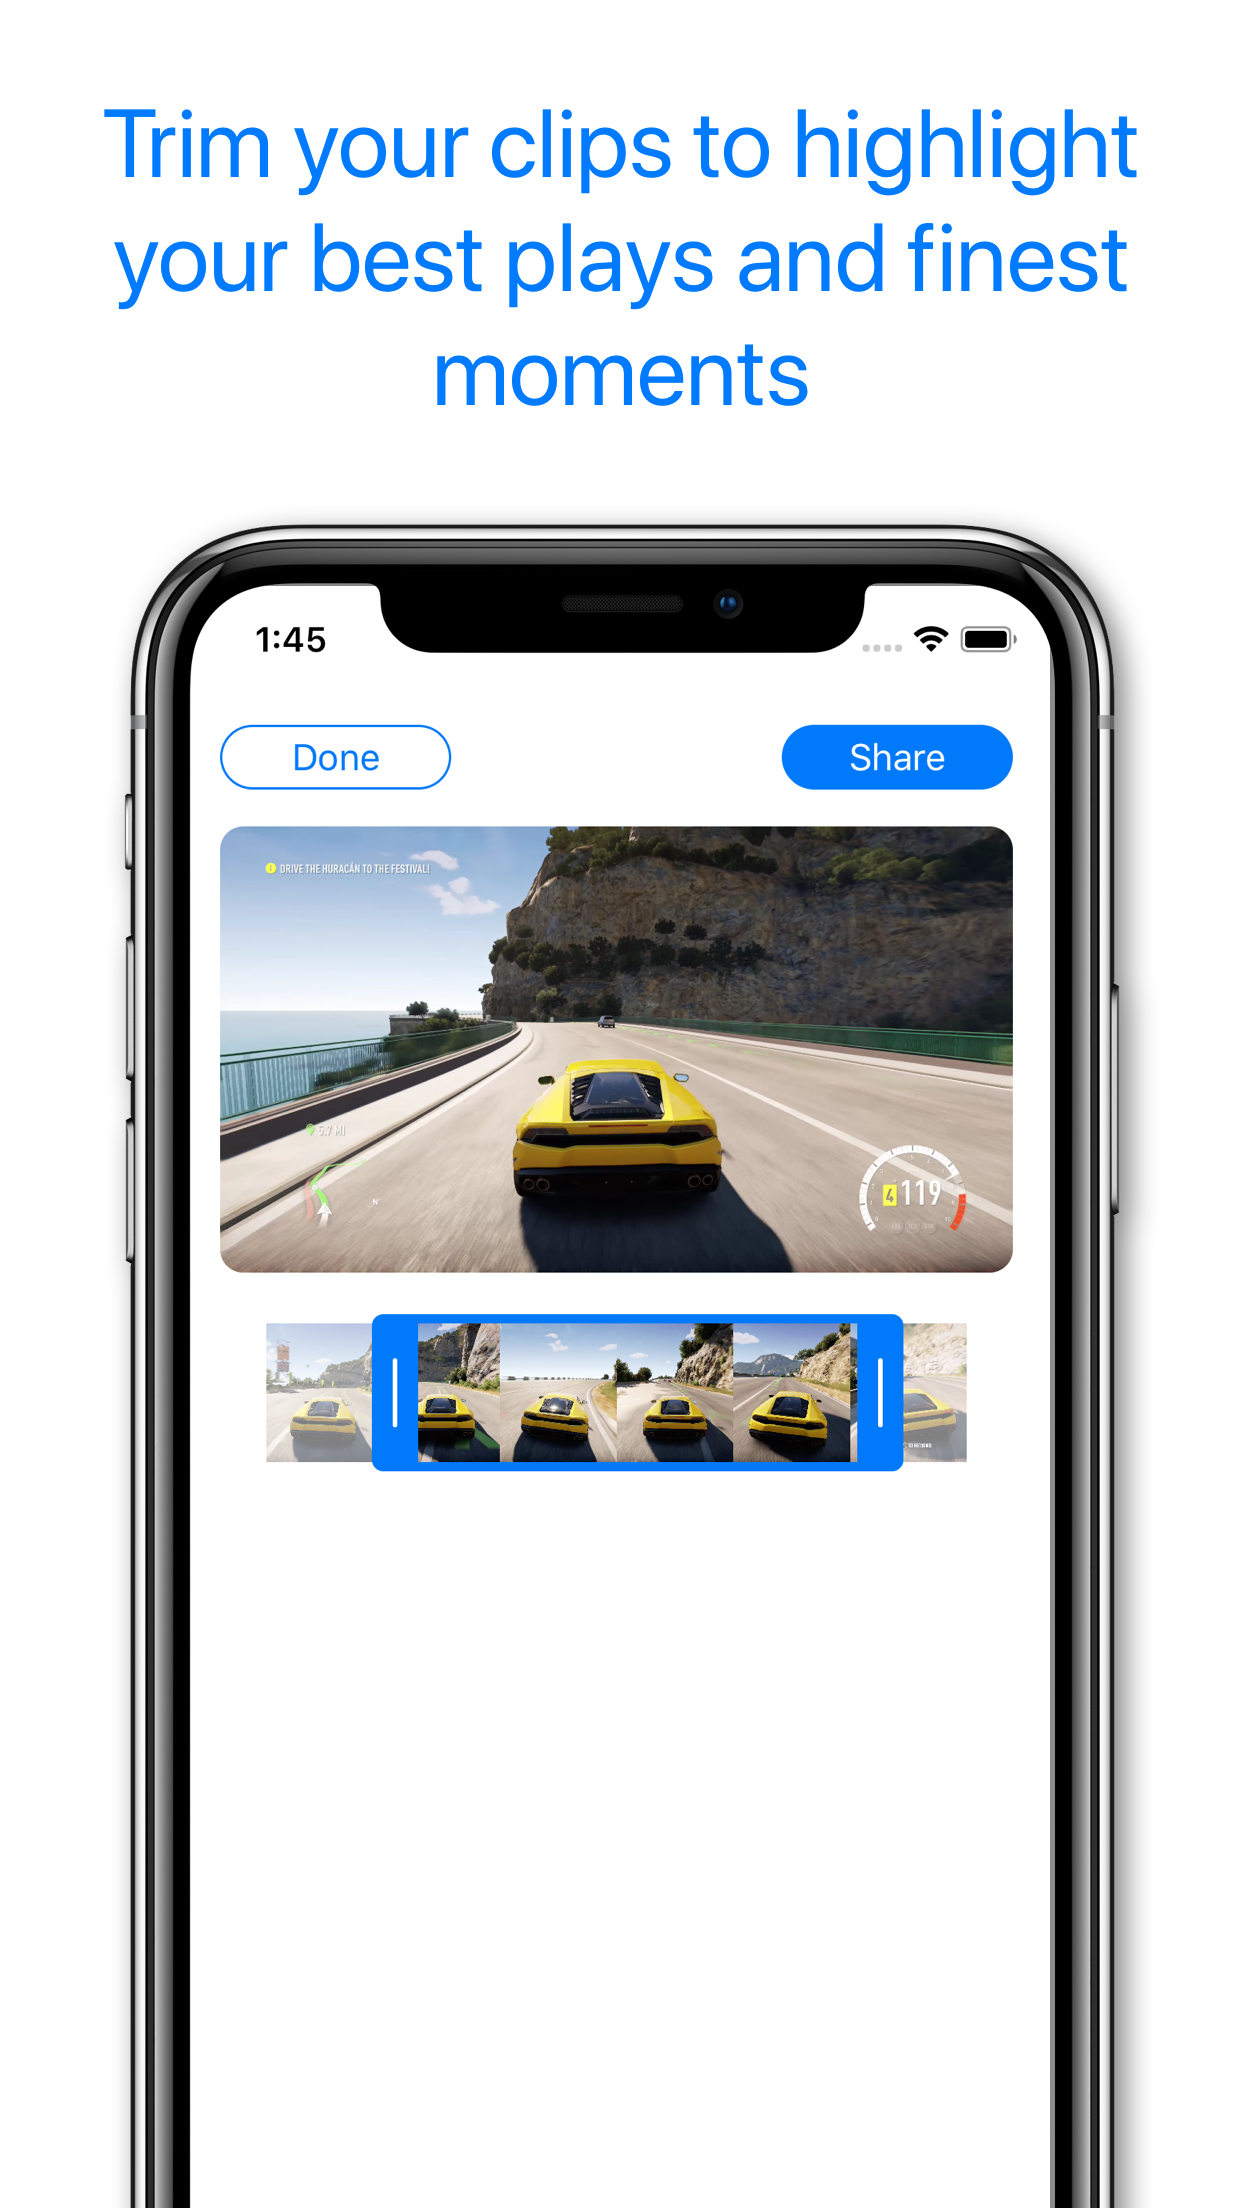 Trim your clips to highlight
your best plays and finest
moments
1:45
Done
Share
DRIVE THE HURACÁN TO THE FESTIVAL!
5.7 MI
N
4 119